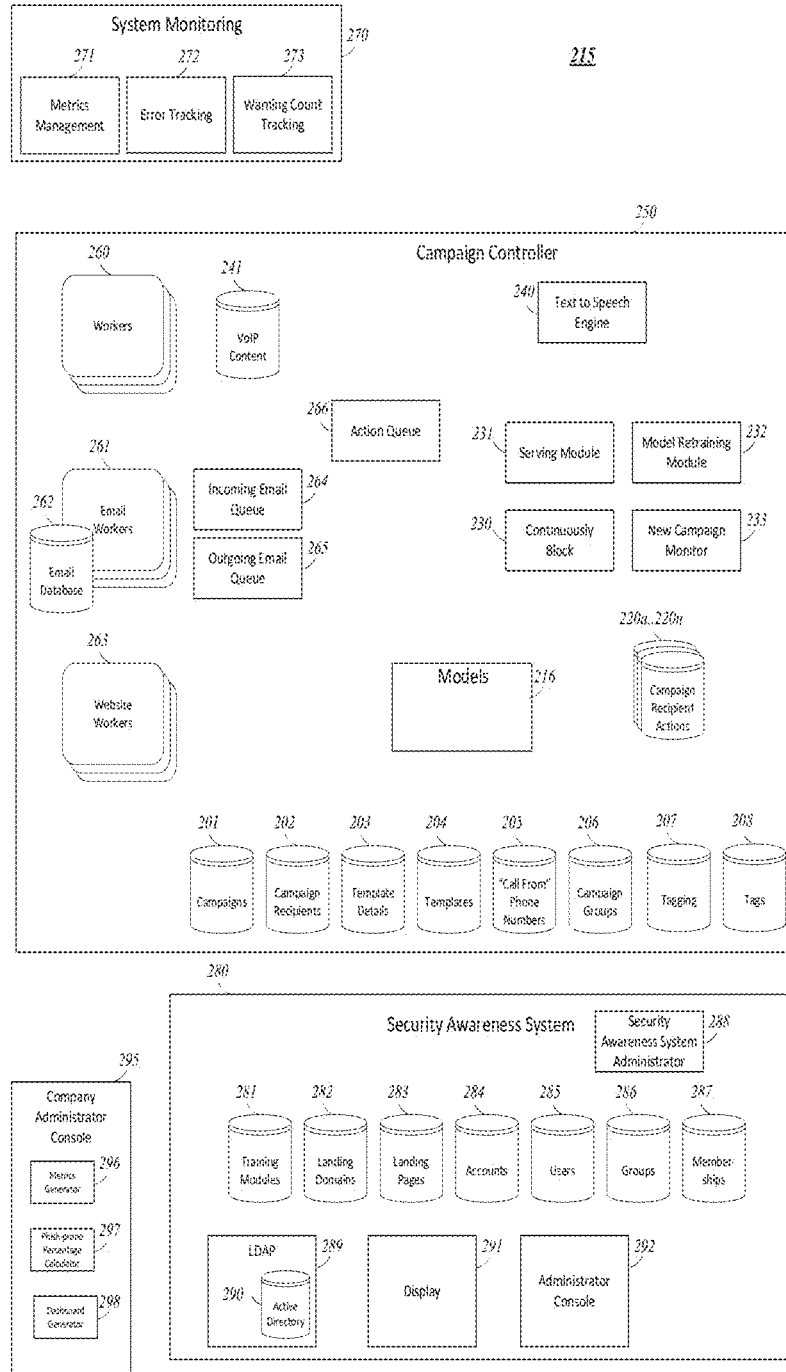 System Monitoring
270
271
272
273
215
Metrics
Management
Error Tracking
Warning Count
Tracking
250
Campaign Controller
260
241
240
Workers
VoIP
Content
Text to Speech
Engine
266
Action Queue
231
Serving Module
Model Retraining
Module
232
261
262
Email
Workers
Email
Database
Incoming Email
Queue
264
Outgoing Email
Queue
265
230
Continuously
Block
New Campaign
Monitor
233
263
Website
Workers
Models
216
220a..220n
Campaign
Recipient
Actions
201
202
203
204
205
206
207
208
Campaigns
Campaign
Recipients
Template
Details
Templates
"Call From"
Phone
Numbers
Campaign
Groups
Tagging
Tags
280
Security Awareness System
Security
Awareness System
Administrator
288
295
Company
Administrator
Console
Metrics
Generator
296
Phish-prone
Percentage
Calculator
297
Dashboard
Generator
298
281
282
283
284
285
286
287
Training
Modules
Landing
Domains
Landing
Pages
Accounts
Users
Groups
Member-
ships
LDAP
289
290
Active
Directory
Display
291
Administrator
Console
292